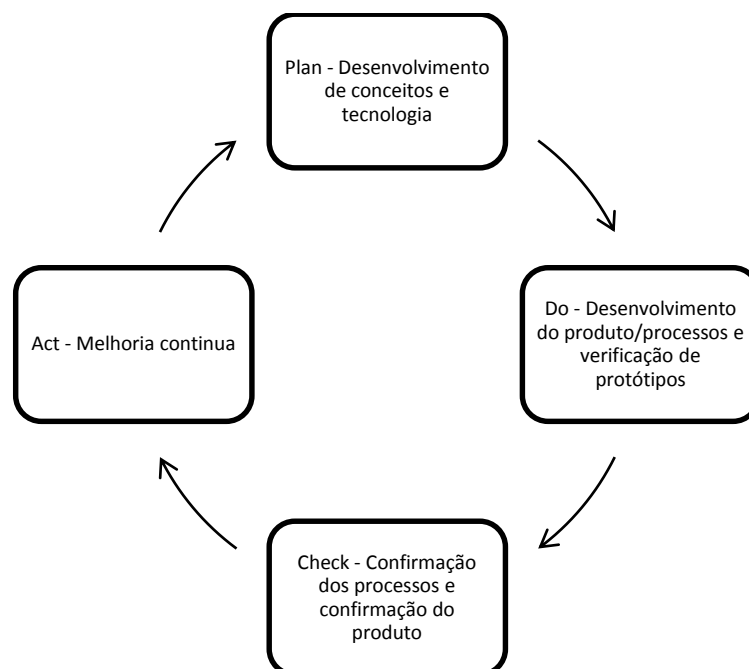 Plan - Desenvolvimento
de conceitos e
tecnologia
Do - Desenvolvimento
do produto/processos e
verificação de
protótipos
Check - Confirmação
dos processos e
confirmação do
produto
Act - Melhoria continua